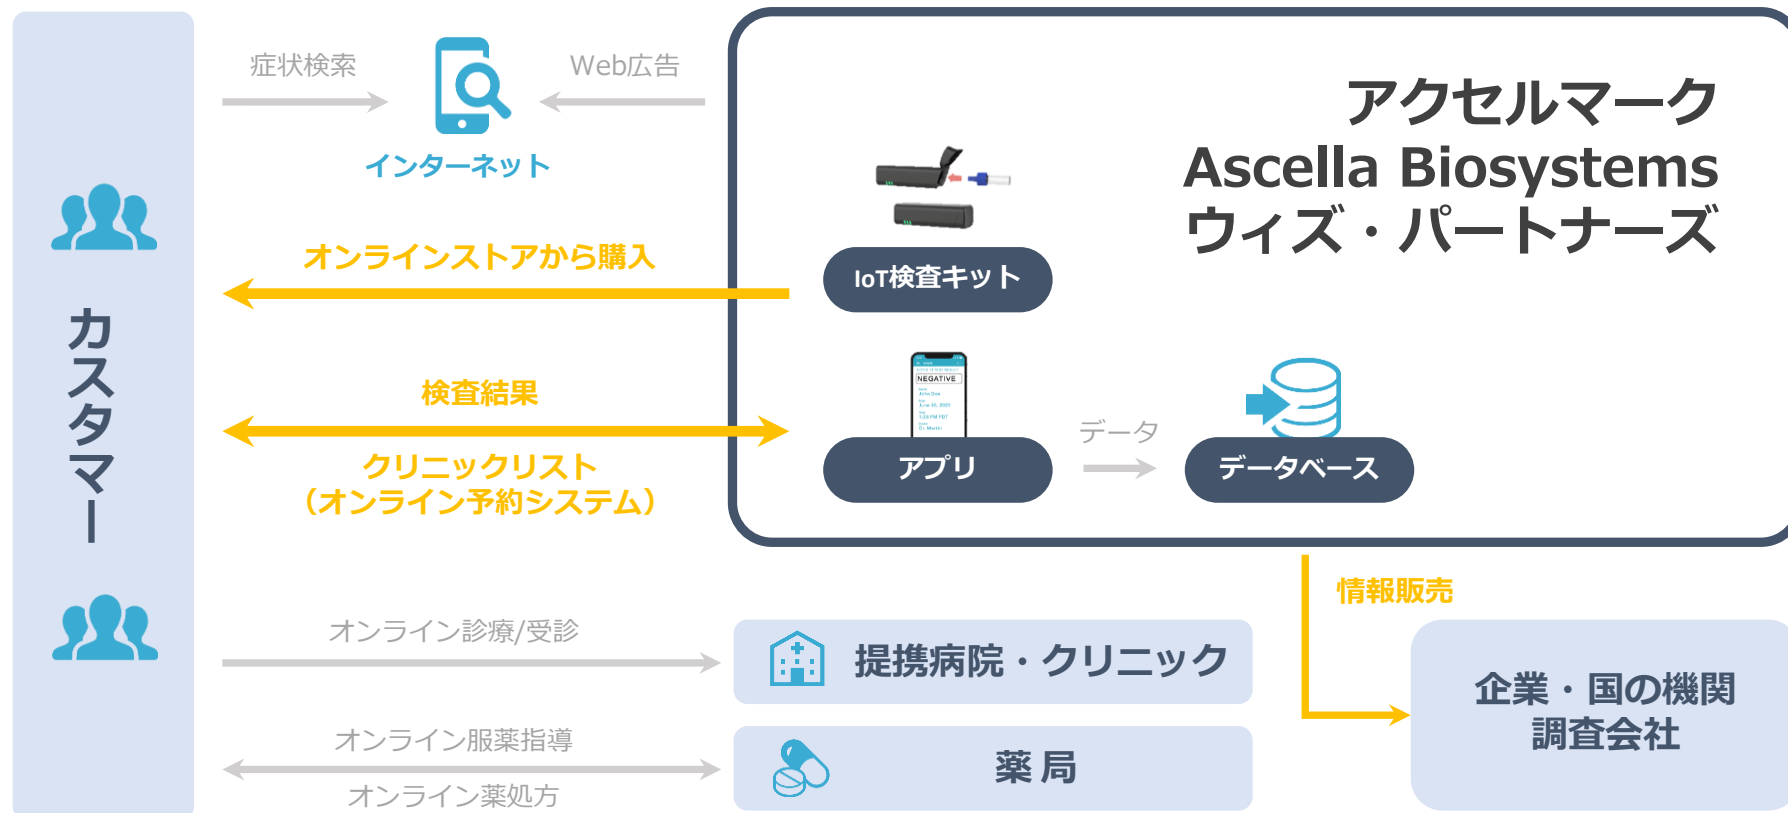 カスタマー
症状検索
Web広告
インターネット
アクセルマーク
Ascella Biosystems
ウィズ・パートナーズ
オンラインストアから購入
IoT検査キット
検査結果
クリニックリスト
（オンライン予約システム）
NEGATIVE
John Doe
June 30, 2020
Dr. Martin
アプリ
データ
データベース
情報販売
オンライン診療/受診
提携病院・クリニック
企業・国の機関
調査会社
オンライン服薬指導
オンライン薬処方
薬局